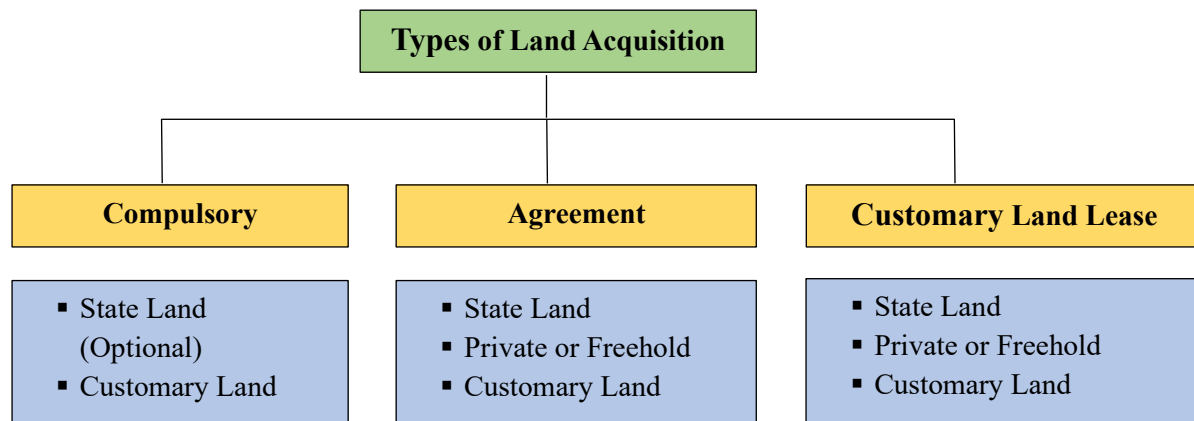 Types of Land Acquisition
Compulsory
Agreement
Customary Land Lease
▪ State Land
(Optional)
▪ Customary Land
▪ State Land
▪ Private or Freehold
▪ Customary Land
▪ State Land
▪ Private or Freehold
▪ Customary Land